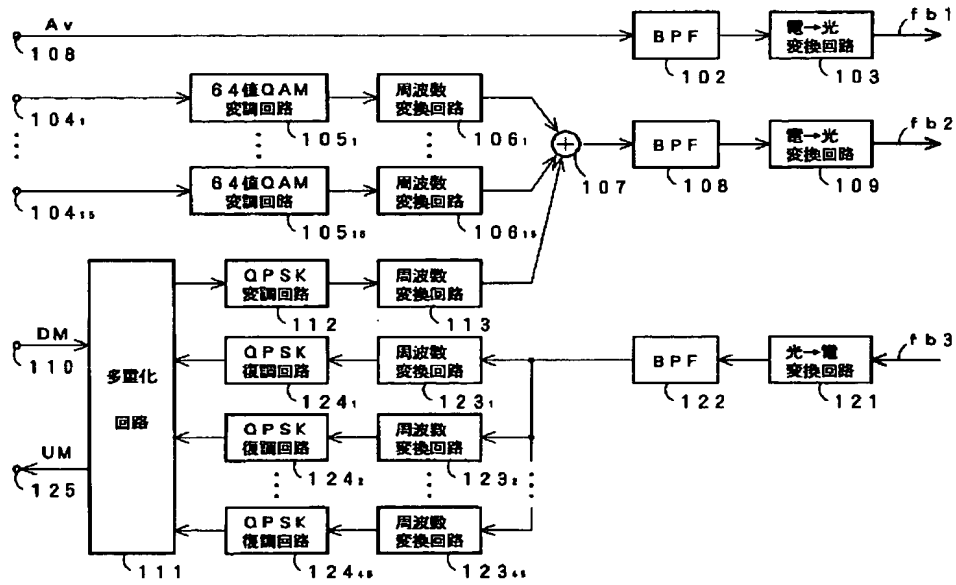 Av
108
BPF
102
電→光
変換回路
103
fb1
104₁
64値QAM
変調回路
105₁
周波数
変換回路
106₁
107
BPF
108
電→光
変換回路
109
fb2
104₁₅
64値QAM
変調回路
周波数
変換回路
QPSK
変調回路
112
周波数
変換回路
113
DM
110
多重化
回路
111
QPSK
復調回路
124₁
周波数
変換回路
123₁
BPF
122
光→電
変換回路
121
fb3
QPSK
復調回路
124₂
周波数
変換回路
123₂
UM
125
QPSK
復調回路
周波数
変換回路